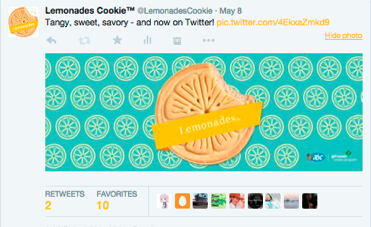 Lemonades Cookie™ @LemonadesCookie · May 8
Tangy, sweet, savory - and now on Twitter! pic.twitter.com/4EkxaZmkd9
Hide photo
Lemonades
abc
RETWEETS FAVORITES
2 10